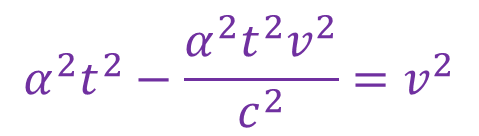 α²t² − α²t²v²/c² = v²